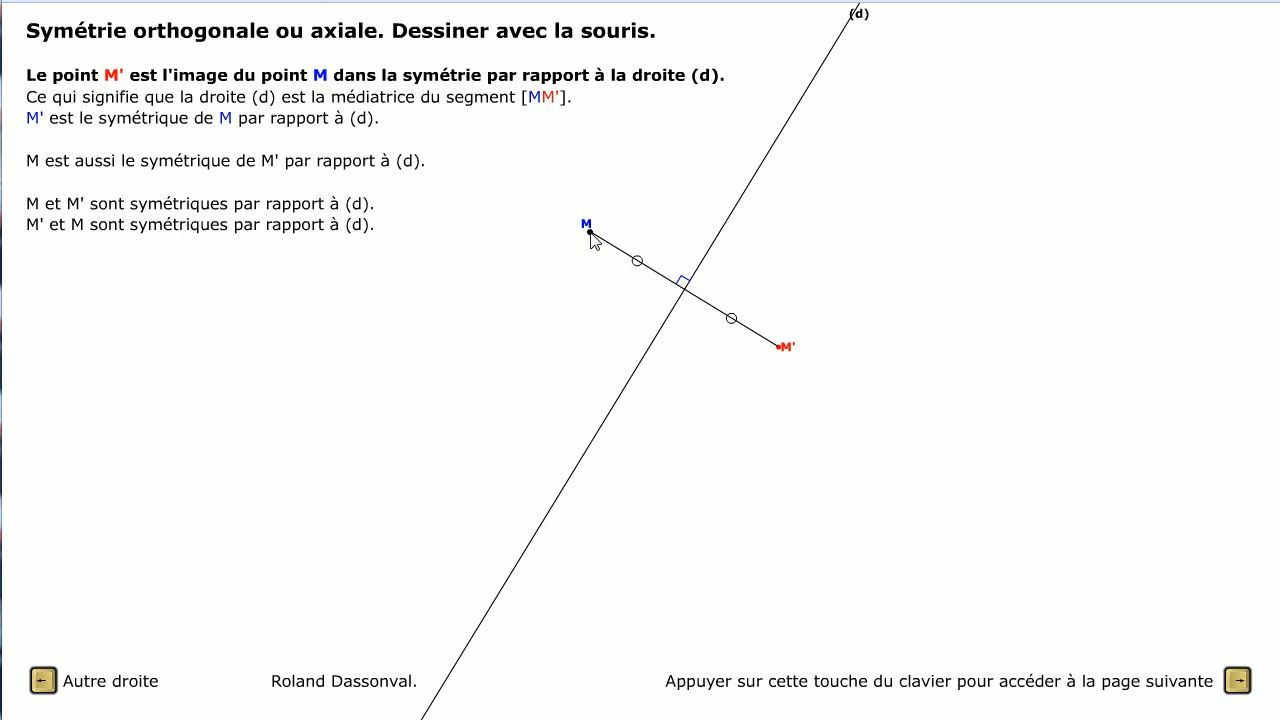 (d)
Symétrie orthogonale ou axiale. Dessiner avec la souris.
Le point M' est l'image du point M dans la symétrie par rapport à la droite (d).
Ce qui signifie que la droite (d) est la médiatrice du segment [MM'].
M' est le symétrique de M par rapport à (d).
M est aussi le symétrique de M' par rapport à (d).
M et M' sont symétriques par rapport à (d).
M' et M sont symétriques par rapport à (d).
M
M'
Autre droite
Roland Dassonval.
Appuyer sur cette touche du clavier pour accéder à la page suivante